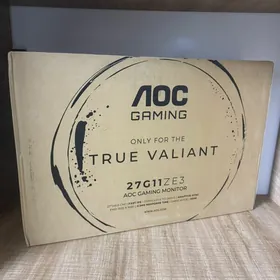 AOC
GAMING
ONLY FOR THE
TRUE VALIANT
27G11ZE3
AOC GAMING MONITOR